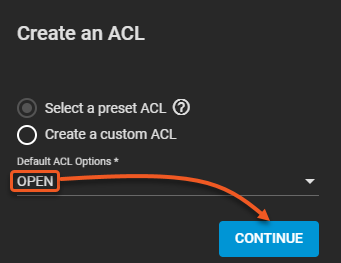 Create an ACL
Select a preset ACL ?
Create a custom ACL
Default ACL Options *
OPEN
CONTINUE